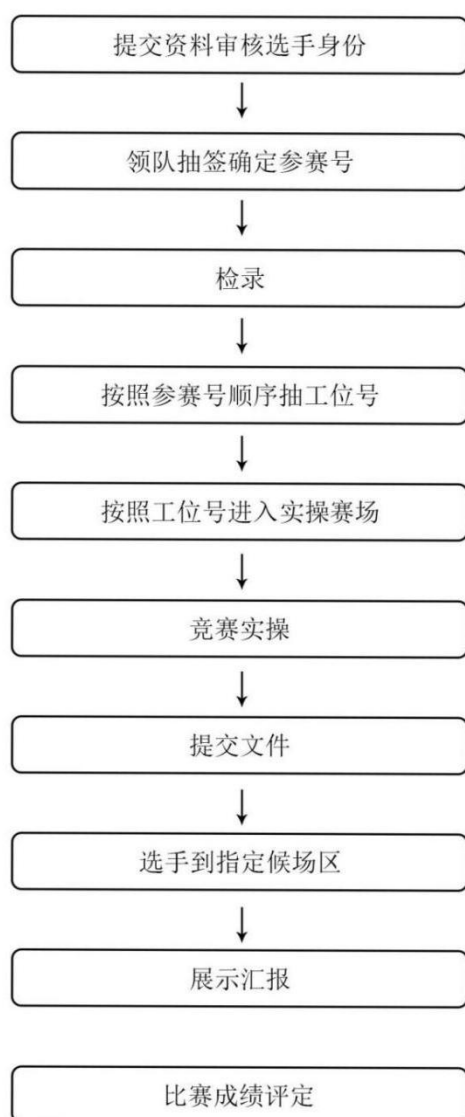 提交资料审核选手身份
领队抽签确定参赛号
检录
按照参赛号顺序抽工位号
按照工位号进入实操赛场
竞赛实操
提交文件
选手到指定候场区
展示汇报
比赛成绩评定